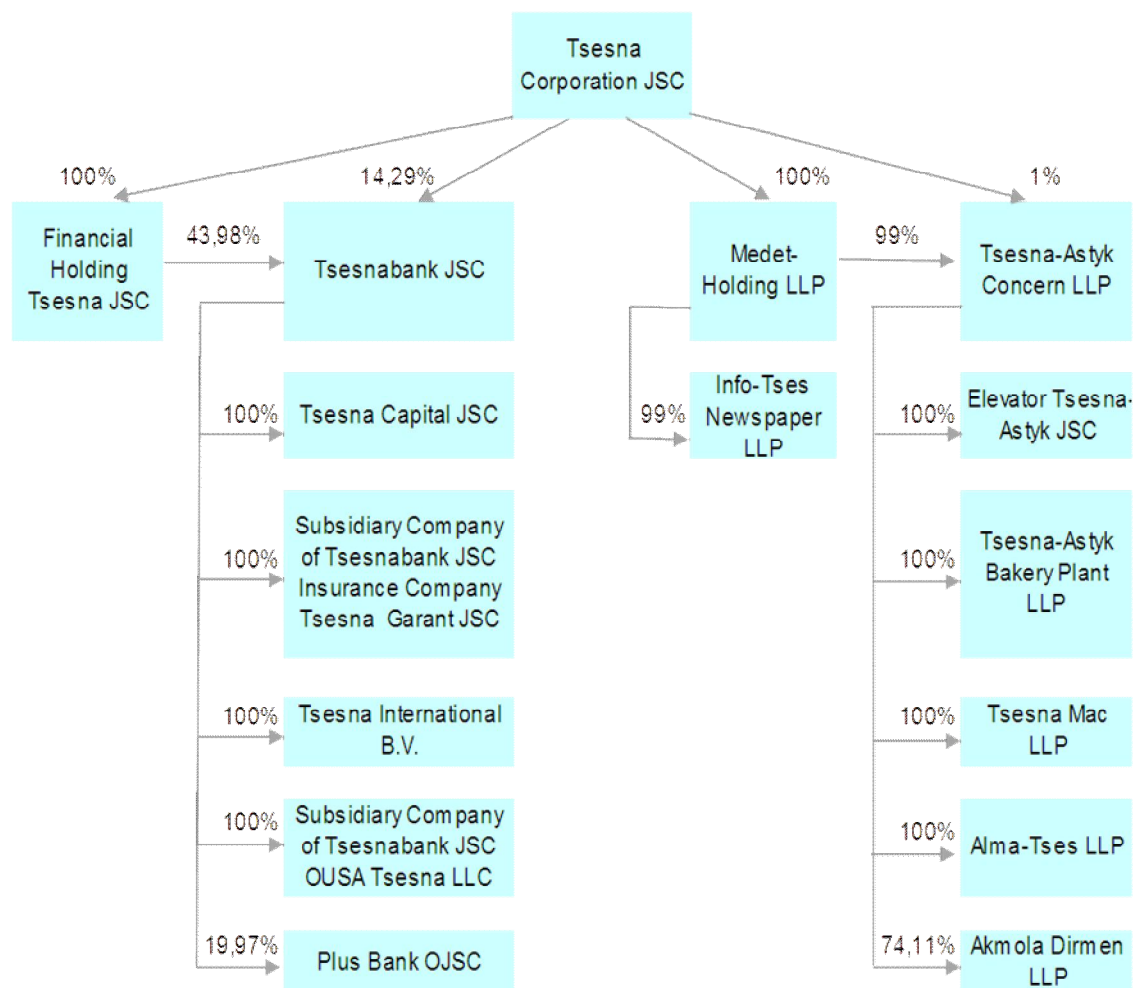 Tsesna
Corporation JSC
100%
14,29%
100%
1%
Financial
Holding
Tsesna JSC
43,98%
Tsesnabank JSC
Medet-
Holding LLP
99%
Tsesna-Astyk
Concern LLP
100%
Tsesna Capital JSC
99%
Info-Tses
Newspaper
LLP
100%
Elevator Tsesna-
Astyk JSC
100%
Subsidiary Company
of Tsesnabank JSC
Insurance Company
Tsesna Garant JSC
100%
Tsesna-Astyk
Bakery Plant
LLP
100%
Tsesna International
B.V.
100%
Tsesna Mac
LLP
100%
Subsidiary Company
of Tsesnabank JSC
OUSA Tsesna LLC
100%
Alma-Tses LLP
19,97%
Plus Bank OJSC
74,11%
Akmola Dirmen
LLP